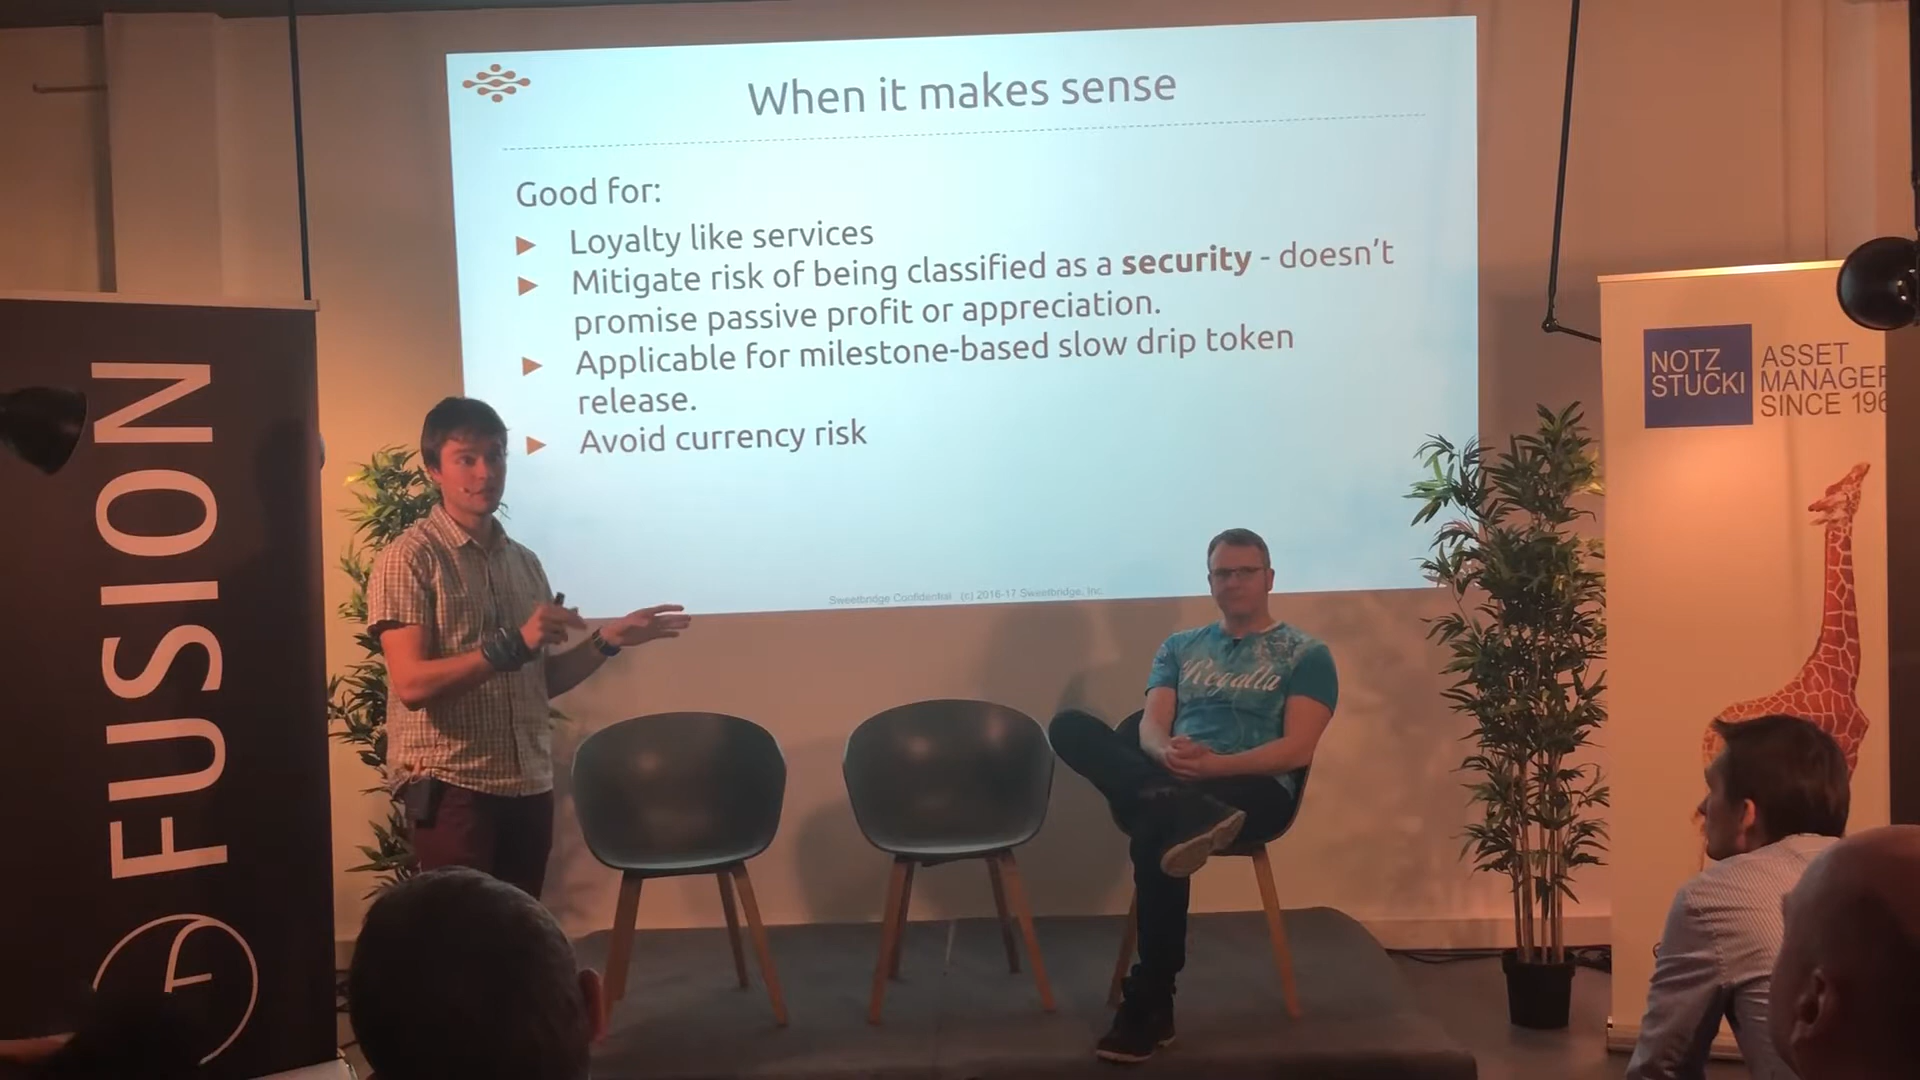 When it makes sense
Good for:
► Loyalty like services
► Mitigate risk of being classified as a security - doesn't
promise passive profit or appreciation.
► Applicable for milestone-based slow drip token
release.
► Avoid currency risk
Sweetbridge Confidential (c) 2016-17 Sweetbridge, Inc
FUSION
NOTZ
STUCKI
ASSET
MANAGER
SINCE 196
Regatta